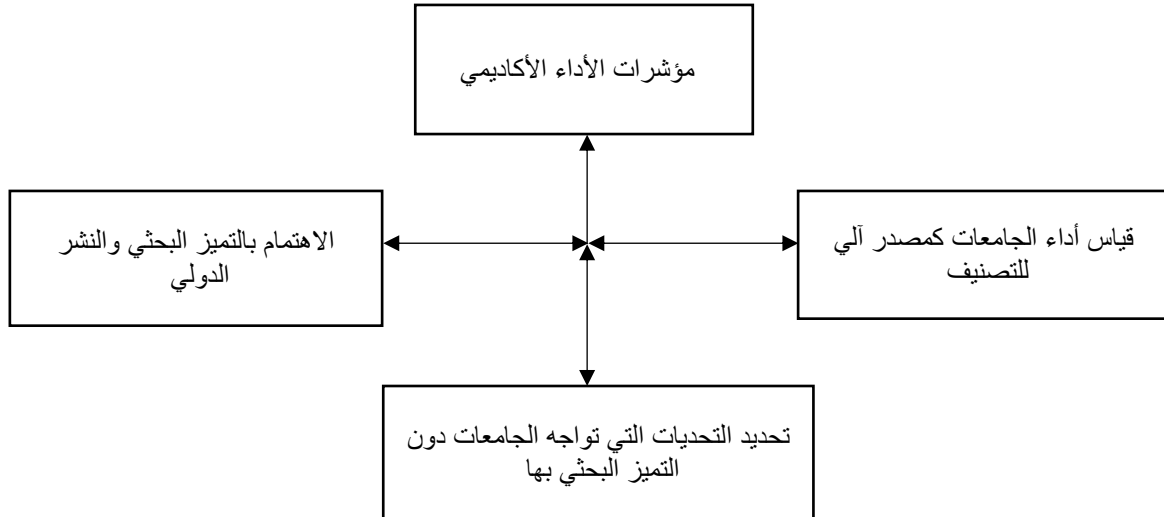 مؤشرات الأداء الأكاديمي
قياس أداء الجامعات كمصدر آلي
للتصنيف
الاهتمام بالتميز البحثي والنشر
الدولي
تحديد التحديات التي تواجه الجامعات دون
التميز البحثي بها